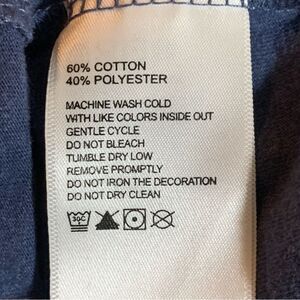 60% COTTON
40% POLYESTER
MACHINE WASH COLD
WITH LIKE COLORS INSIDE OUT
GENTLE CYCLE
DO NOT BLEACH
TUMBLE DRY LOW
REMOVE PROMPTLY
DO NOT IRON THE DECORATION
DO NOT DRY CLEAN
30C